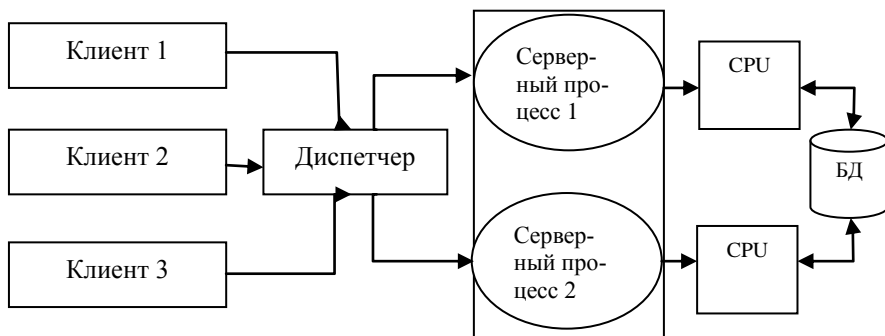 Клиент 1
Клиент 2
Клиент 3
Диспетчер
Сервер-
ный про-
цесс 1
Сервер-
ный про-
цесс 2
CPU
CPU
БД